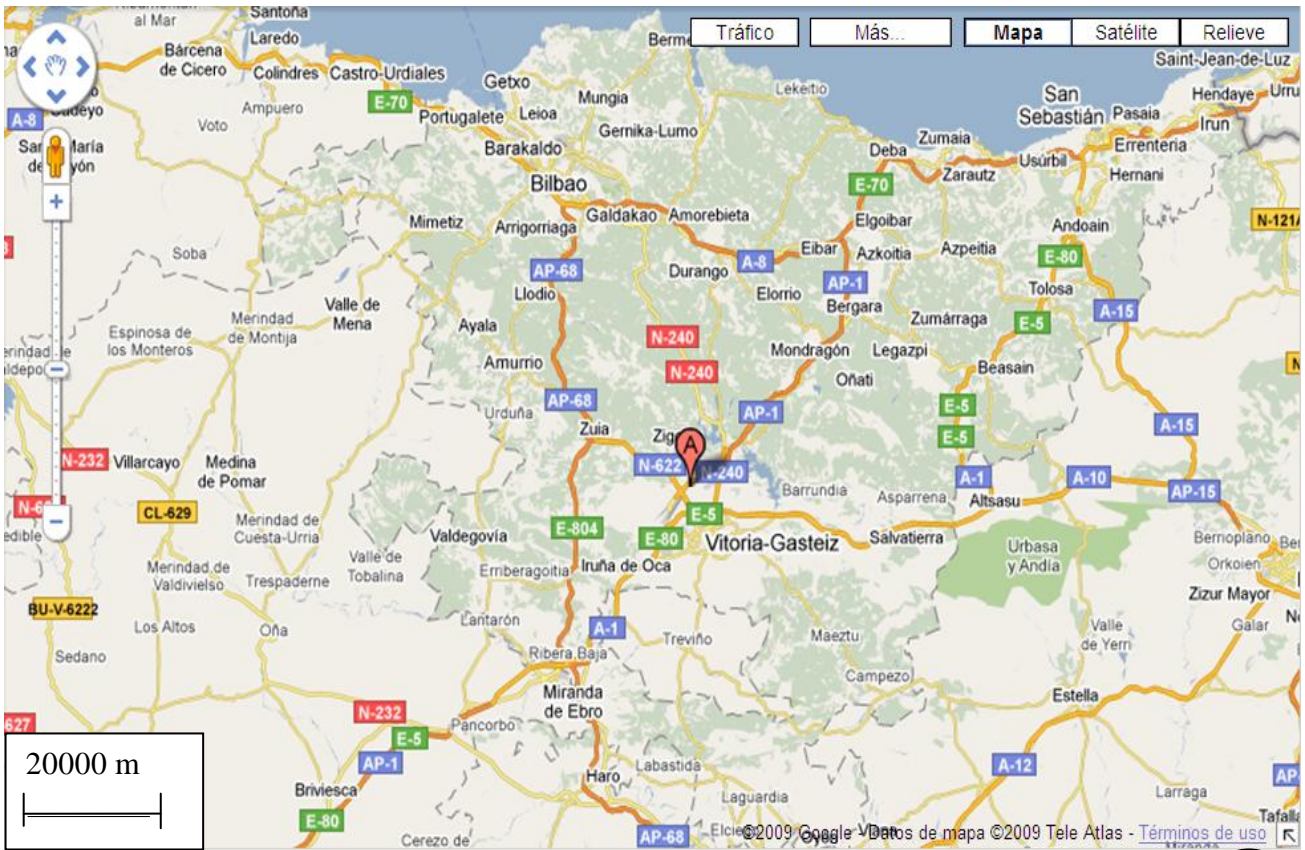 al Mar
Santoña
Tráfico
Más...
Mapa
Satélite
Relieve
Bárcena
de Cicero
Laredo
Colindres
Castro-Urdiales
Getxo
Saint-Jean-de-Luz
Lekeitio
San
Sebastián
Pasaia
Hendaye
Irun
E-70
Ampuero
Mungia
A-8
Voto
Portugalete
Leioa
Gernika-Lumo
Zumaia
Errenteria
Barakaldo
Deba
Usúrbil
Zarautz
Hernani
Bilbao
E-70
Mimetiz
Arrigorriaga
Galdakao
Amorebieta
Elgoibar
Andoain
Soba
Eibar
Azkoitia
Azpeitia
E-80
AP-68
Durango
A-8
AP-1
Llodio
Elorrio
Bergara
Tolosa
Valle de
Mena
A-15
Merindad
de Montija
Espinosa de
los Monteros
Ayala
N-240
Zumárraga
E-5
Amurrio
N-240
Mondragón
Legazpi
Beasain
Oñati
AP-68
Urduña
AP-1
E-5
E-5
A-15
Zuia
A
N-232
Villarcayo
Medina
de Pomar
N-622
N-240
Barrundia
Asparrena
A-1
Altsasu
A-10
AP-15
CL-629
E-5
Merindad de
Cuesta-Urria
Valdegovía
E-804
E-80
Vitoria-Gasteiz
Salvatierra
Urbasa
y Andía
Berrioplano
Orkoien
Merindad de
Valdivielso
Trespaderne
Valle de
Tobalina
Erriberagoitia
Iruña de Oca
Zizur Mayor
BU-V-6222
Los Altos
Oña
Lantarón
A-1
Treviño
Maeztu
Valle
de Yerri
Galar
Sedano
Ribera Baja
Campezo
Miranda
de Ebro
Estella
N-232
Pancorbo
E-5
20000 m
AP-1
Haro
Labastida
A-12
Briviesca
Laguardia
Larraga
E-80
Cerezo de
AP-68
©2009 Google - Datos de mapa ©2009 Tele Atlas - Términos de uso